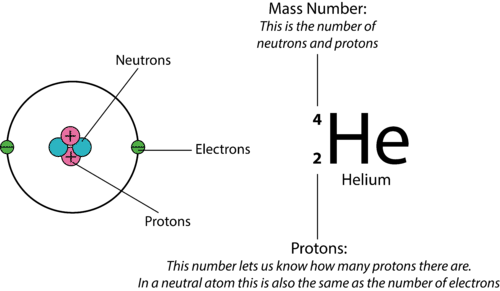 Mass Number:
This is the number of
neutrons and protons
Neutrons
+
+
Electrons
Protons
4
He
2
Helium
Protons:
This number lets us know how many protons there are.
In a neutral atom this is also the same as the number of electrons